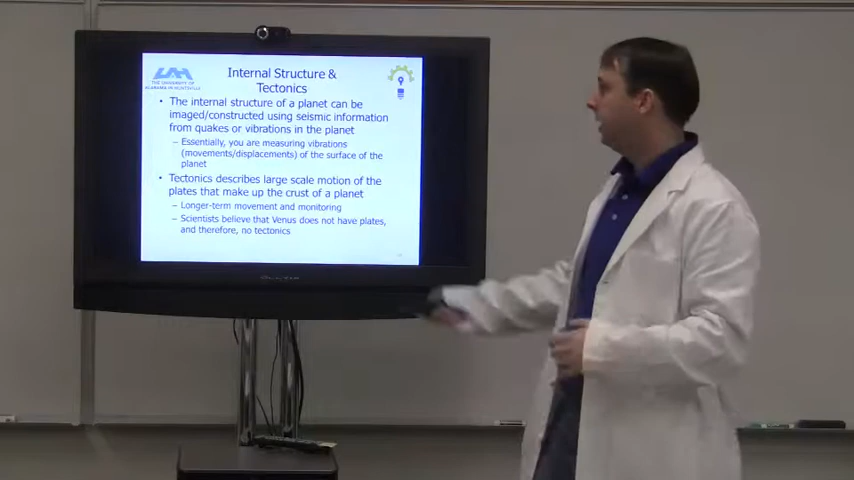 UAH
THE UNIVERSITY OF
ALABAMA IN HUNTSVILLE
Internal Structure &
Tectonics
• The internal structure of a planet can be
imaged/constructed using seismic information
from quakes or vibrations in the planet
– Essentially, you are measuring vibrations
(movements/displacements) of the surface of the
planet
• Tectonics describes large scale motion of the
plates that make up the crust of a planet
– Longer-term movement and monitoring
– Scientists believe that Venus does not have plates,
and therefore, no tectonics